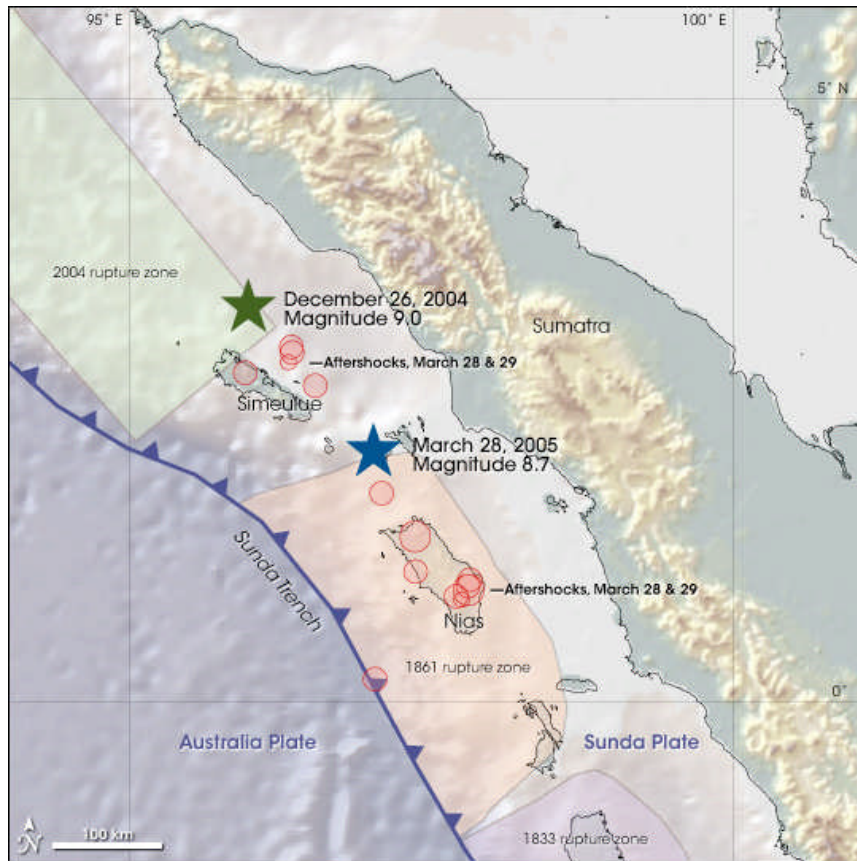 95˚ E
100˚ E
5˚ N
2004 rupture zone
December 26, 2004
Magnitude 9.0
Sumatra
Aftershocks, March 28 & 29
Simeulue
March 28, 2005
Magnitude 8.7
Sunda Trench
Aftershocks, March 28 & 29
Nias
1861 rupture zone
0˚
Australia Plate
Sunda Plate
N
100 km
1833 rupture zone